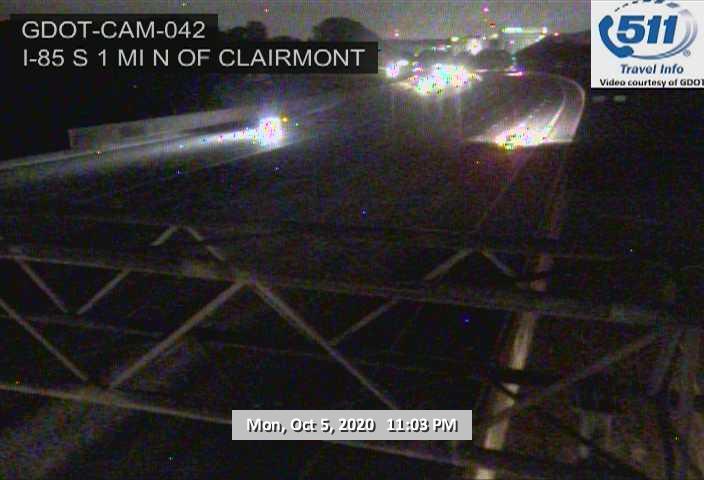 GDOT-CAM-042
I-85 S 1 MI N OF CLAIRMONT
511
Travel Info
Video courtesy of GDOT
Mon, Oct 5, 2020 11:03 PM